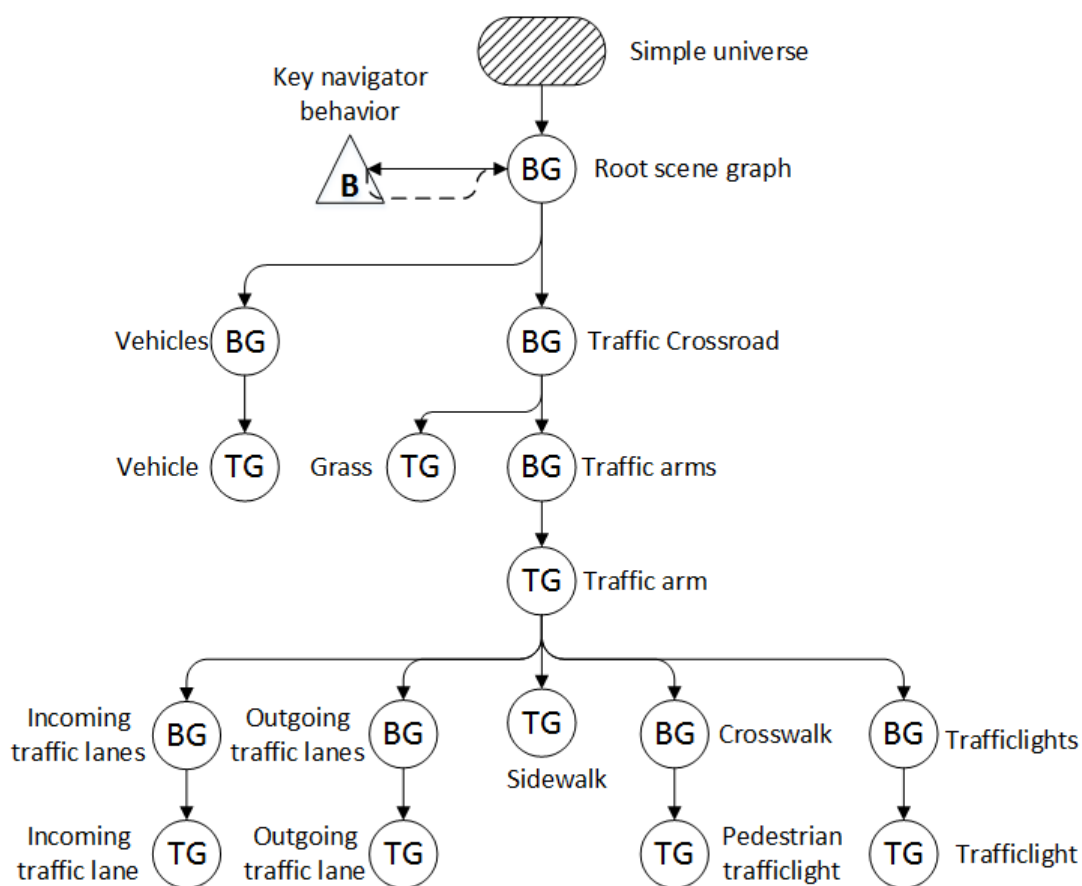 Simple universe
Key navigator
behavior
B
BG
Root scene graph
Vehicles
BG
BG
Traffic Crossroad
Vehicle
TG
Grass
TG
BG
Traffic arms
TG
Traffic arm
Incoming
traffic lanes
BG
Outgoing
traffic lanes
BG
TG
Sidewalk
BG
Crosswalk
BG
Trafficlights
Incoming
traffic lane
TG
Outgoing
traffic lane
TG
TG
Pedestrian
trafficlight
TG
Trafficlight